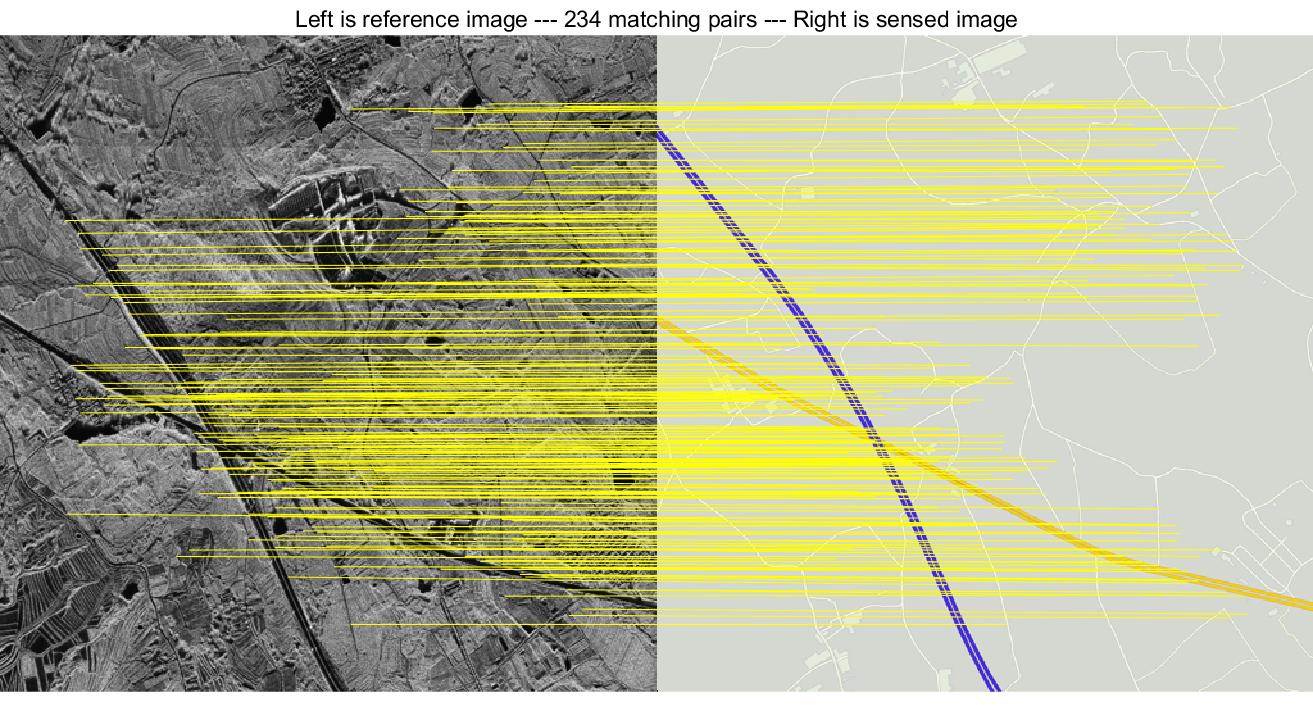 Left is reference image --- 234 matching pairs --- Right is sensed image